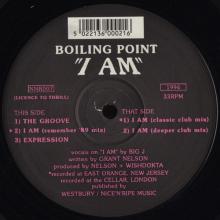 5 022136 000216
BOILING POINT
"I AM"
NNR007
(LICENCE TO THRILL)
1994
33RPM
THIS SIDE
1) THE GROOVE
2) I AM (remember '89 mix)
3) EXPRESSION
THAT SIDE
1) I AM (classic club mix)
2) I AM (deeper club mix)
vocals on "I AM" by BIG J
written by GRANT NELSON
produced by NELSON + WISHDOKTA
recorded at EAST ORANGE, NEW JERSEY
recorded at the CELLAR, LONDON
published by
WESTBURY / NICE'N'RIPE MUSIC